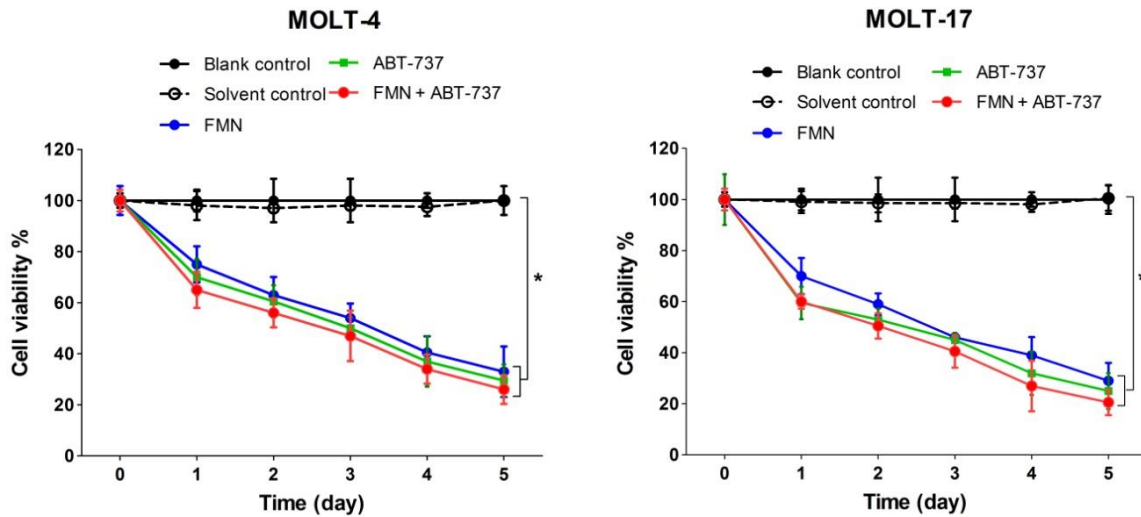 MOLT-4
Blank control
ABT-737
Solvent control
FMN + ABT-737
FMN
Cell viability %
120
100
80
60
40
20
0
*
0 1 2 3 4 5
Time (day)
MOLT-17
Blank control
ABT-737
Solvent control
FMN + ABT-737
FMN
Cell viability %
120
100
80
60
40
20
0
*
0 1 2 3 4 5
Time (day)